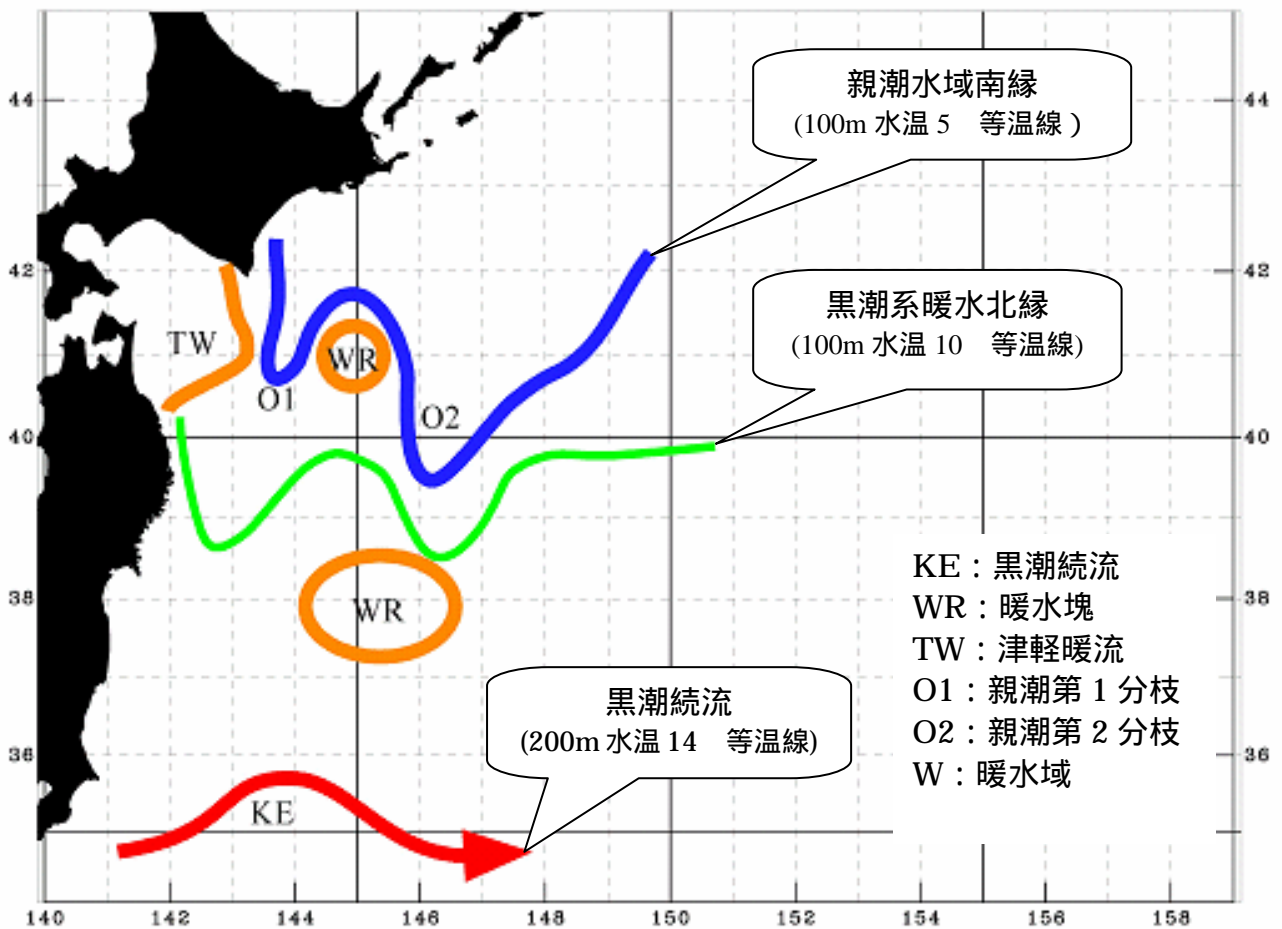 親潮水域南縁
(100m 水温 5 等温線 )
黒潮系暖水北縁
(100m 水温 10 等温線)
黒潮続流
(200m 水温 14 等温線)
TW
O1
WR
O2
WR
KE
KE：黒潮続流
WR：暖水塊
TW：津軽暖流
O1：親潮第 1 分枝
O2：親潮第 2 分枝
W：暖水域
44
42
40
38
36
44
42
40
38
36
140 142 144 146 148 150 152 154 156 158